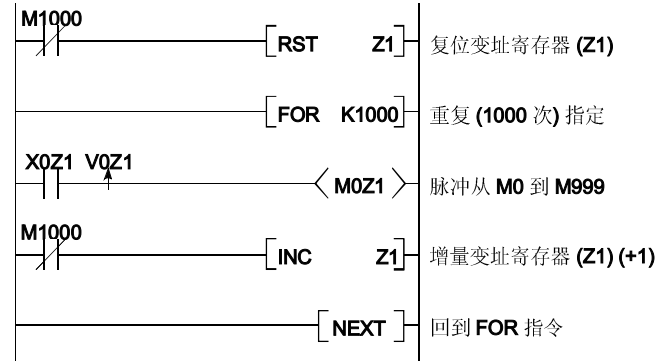 M1000
RST Z1 复位变址寄存器 (Z1)
FOR K1000 重复 (1000 次) 指定
X0Z1 V0Z1
M0Z1 脉冲从 M0 到 M999
M1000
INC Z1 增量变址寄存器 (Z1) (+1)
NEXT 回到 FOR 指令